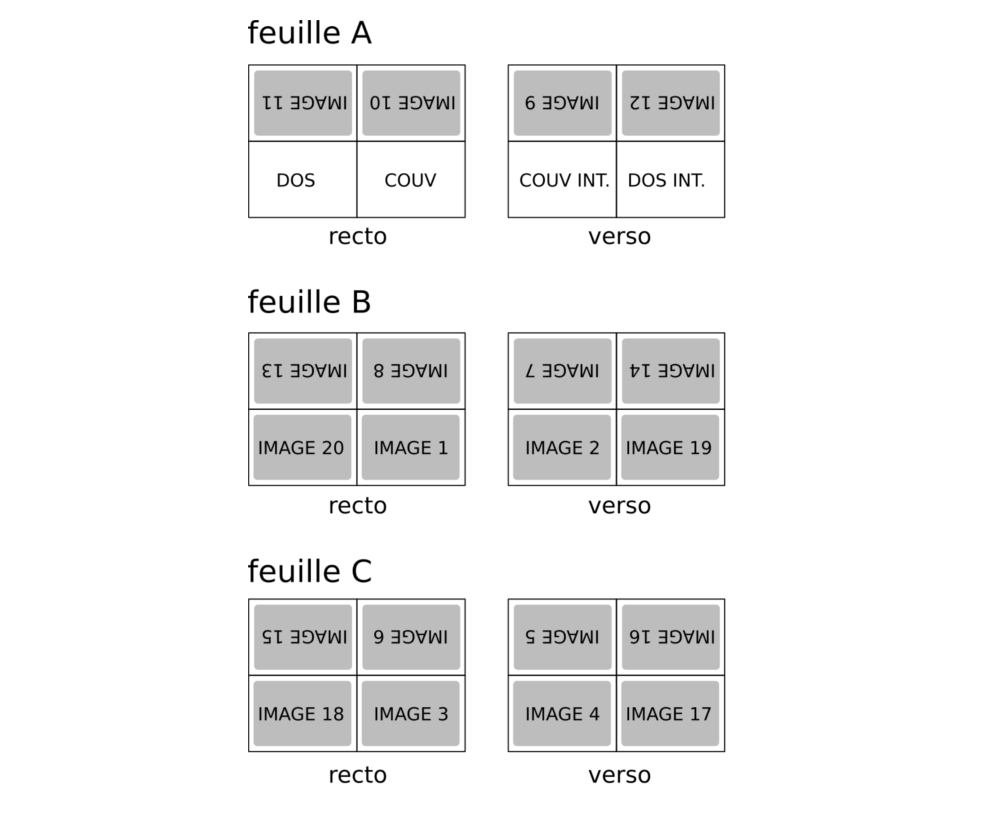 feuille A
IMAGE 11 IMAGE 10 IMAGE 9 IMAGE 12
DOS COUV COUV INT. DOS INT.
recto verso
feuille B
IMAGE 13 IMAGE 8 IMAGE 7 IMAGE 14
IMAGE 20 IMAGE 1 IMAGE 2 IMAGE 19
recto verso
feuille C
IMAGE 15 IMAGE 6 IMAGE 5 IMAGE 16
IMAGE 18 IMAGE 3 IMAGE 4 IMAGE 17
recto verso